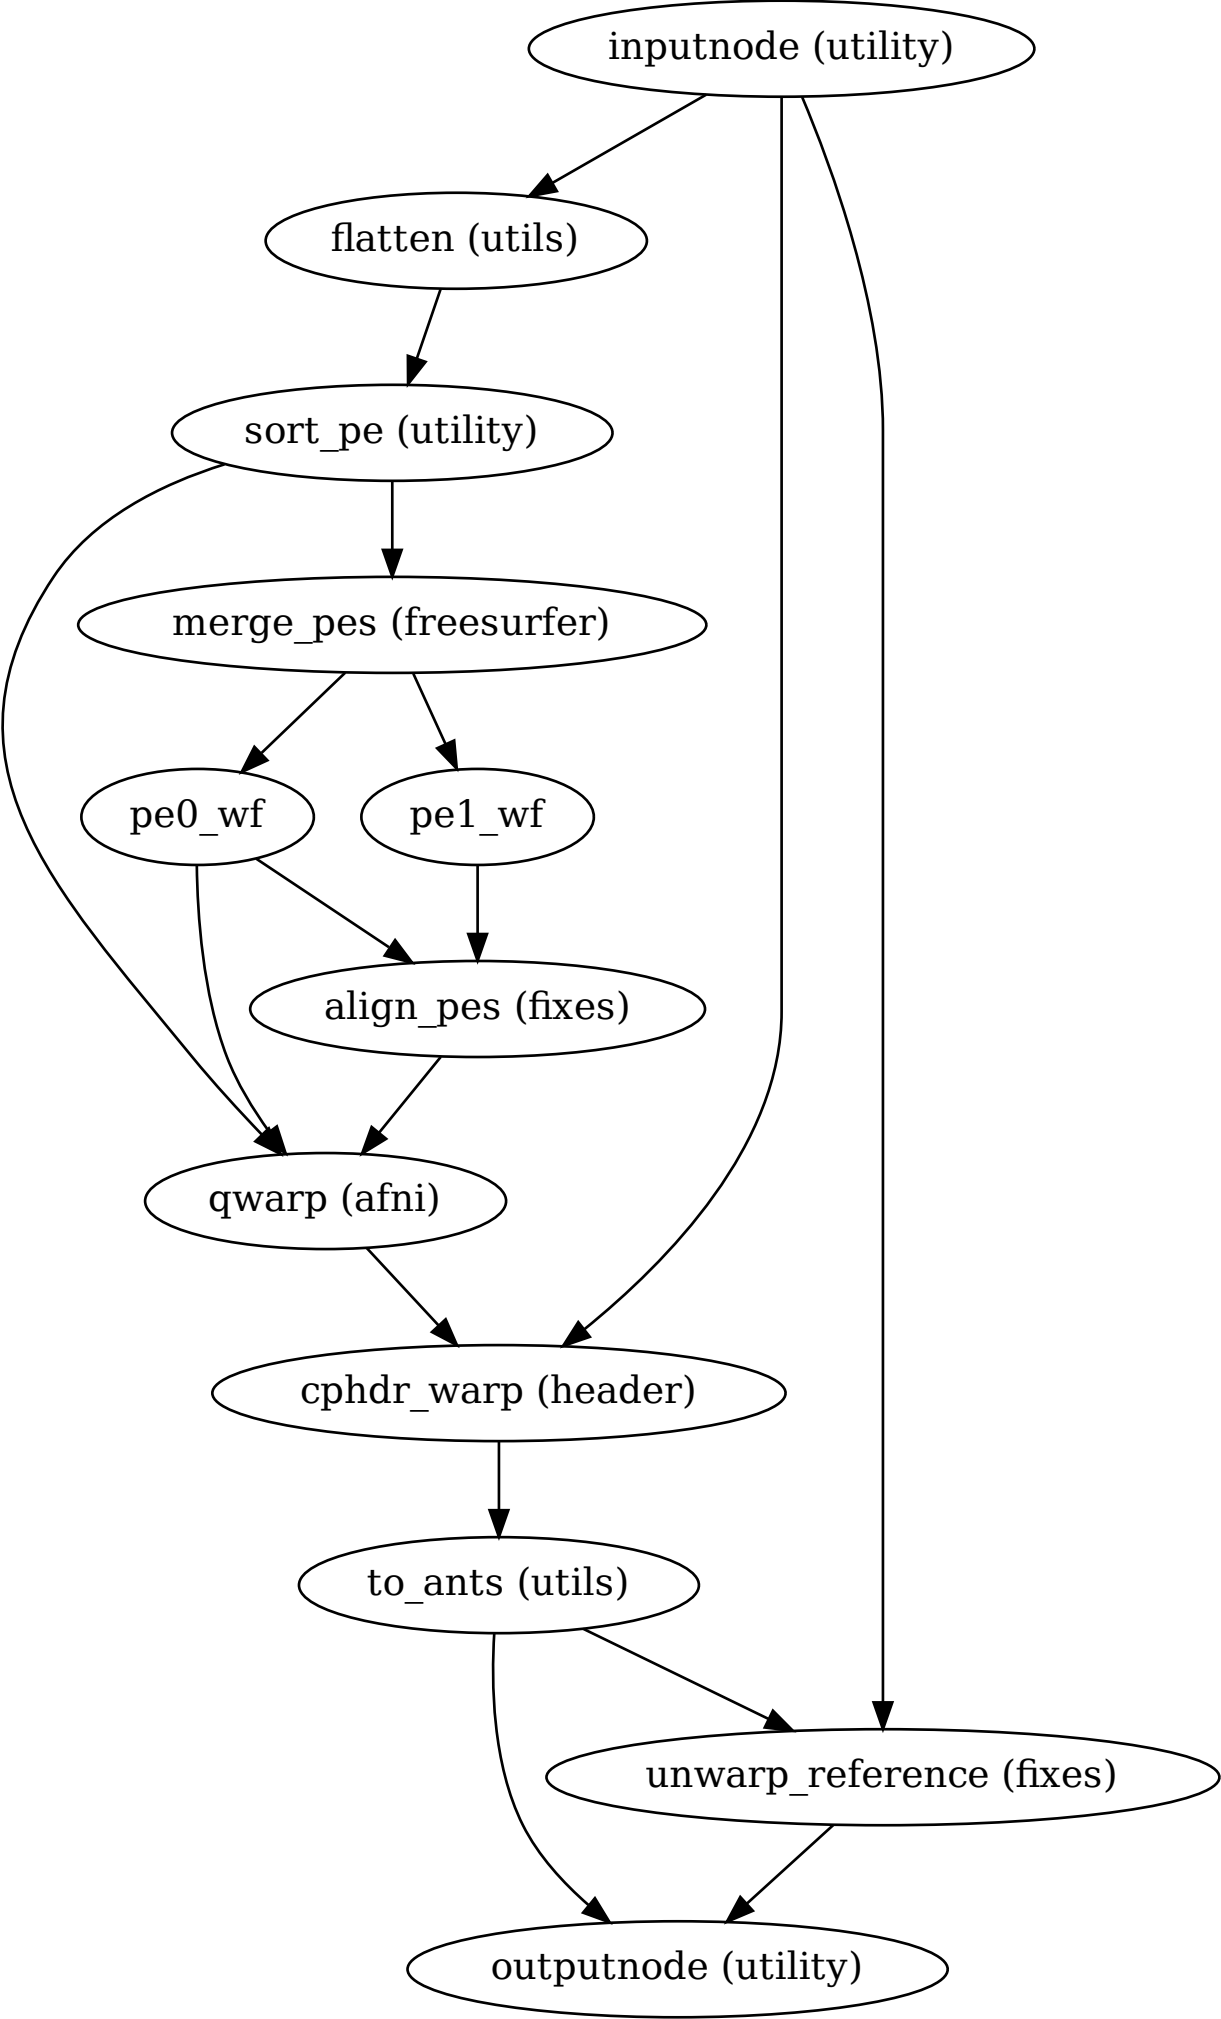 inputnode (utility)
flatten (utils)
sort_pe (utility)
merge_pes (freesurfer)
pe0_wf
pe1_wf
align_pes (fixes)
qwarp (afni)
cphdr_warp (header)
to_ants (utils)
unwarp_reference (fixes)
outputnode (utility)